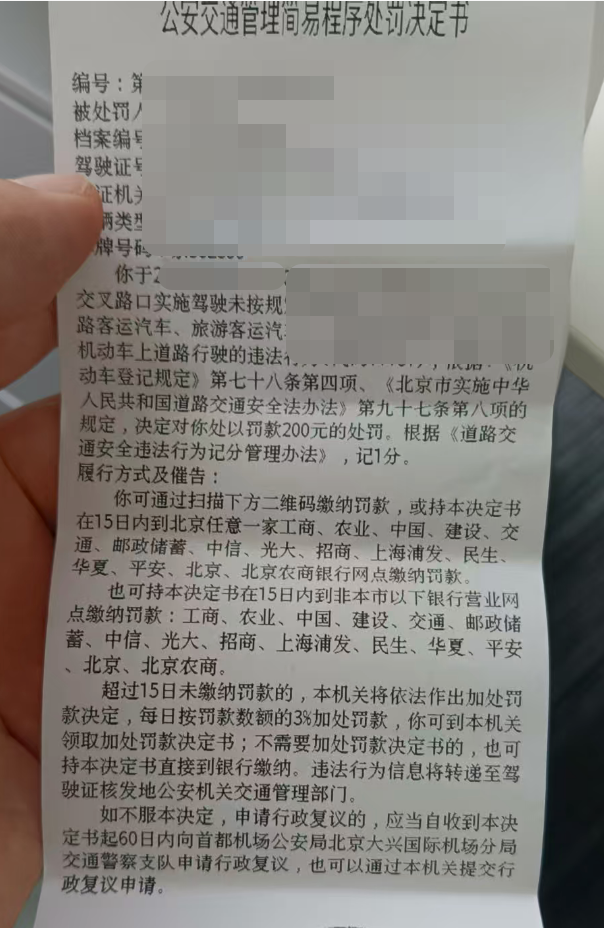 公安交通管理简易程序处罚决定书
编号：第
被处罚人
档案编号
驾驶证号
证机关
辆类型
牌号码
你于2
交叉路口实施驾驶未按规
路客运汽车、旅游客运汽
机动车上道路行驶的违法行 根据：《机
动车登记规定》第七十八条第四项、《北京市实施中华
人民共和国道路交通安全法办法》第九十七条第八项的
规定，决定对你处以罚款200元的处罚。根据《道路交
通安全违法行为记分管理办法》，记1分。
履行方式及催告：
你可通过扫描下方二维码缴纳罚款，或持本决定书
在15日内到北京任意一家工商、农业、中国、建设、交
通、邮政储蓄、中信、光大、招商、上海浦发、民生、
华夏、平安、北京、北京农商银行网点缴纳罚款。
也可持本决定书在15日内到非本市以下银行营业网
点缴纳罚款：工商、农业、中国、建设、交通、邮政储
蓄、中信、光大、招商、上海浦发、民生、华夏、平安
、北京、北京农商。
超过15日未缴纳罚款的，本机关将依法作出加处罚
款决定，每日按罚款数额的3%加处罚款，你可到本机关
领取加处罚款决定书；不需要加处罚款决定书的，也可
持本决定书直接到银行缴纳。违法行为信息将转递至驾
驶证核发地公安机关交通管理部门。
如不服本决定，申请行政复议的，应当自收到本决
定书起60日内向首都机场公安局北京大兴国际机场分局
交通警察支队申请行政复议，也可以通过本机关提交行
政复议申请。